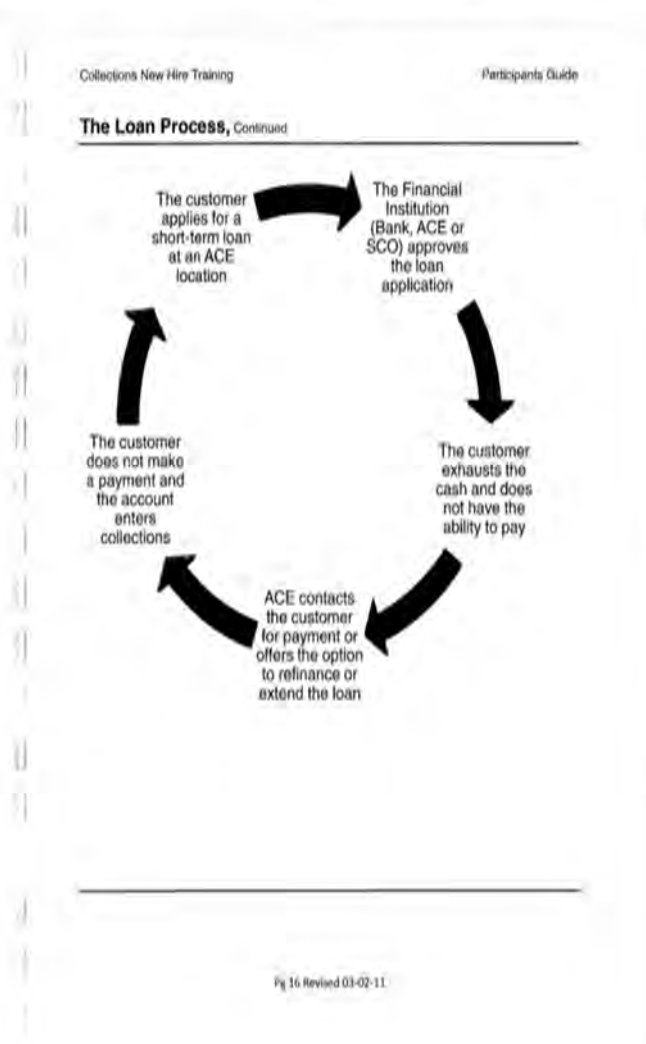 Collections New Hire Training
Participants Guide
The Loan Process, Continued
The customer
applies for a
short-term loan
at an ACE
location
The Financial
Institution
(Bank, ACE or
SCO) approves
the loan
application
The customer
exhausts the
cash and does
not have the
ability to pay
ACE contacts
the customer
for payment or
offers the option
to refinance or
extend the loan
The customer
does not make
a payment and
the account
enters
collections
Pg 16 Revised 03-02-11